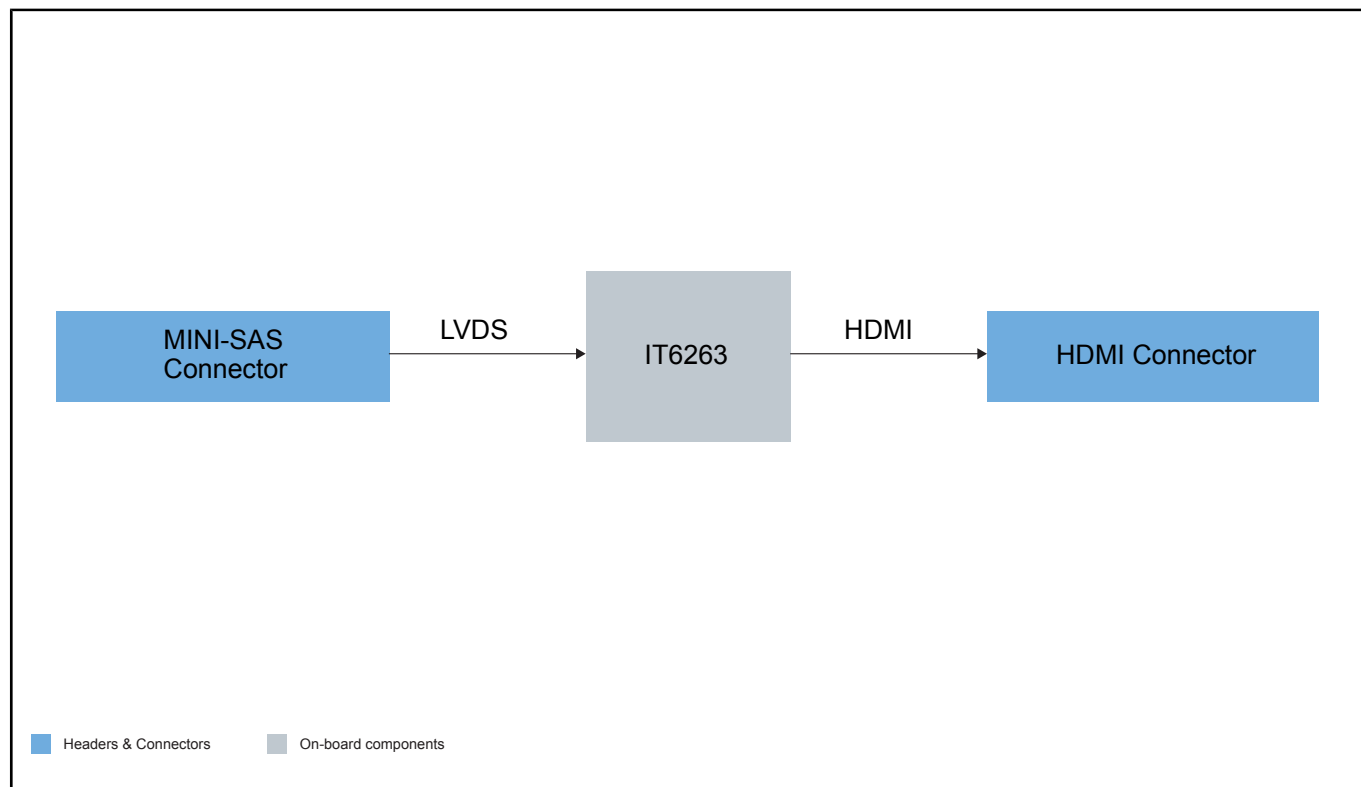 MINI-SAS
Connector
LVDS
IT6263
HDMI
HDMI Connector
Headers & Connectors
On-board components